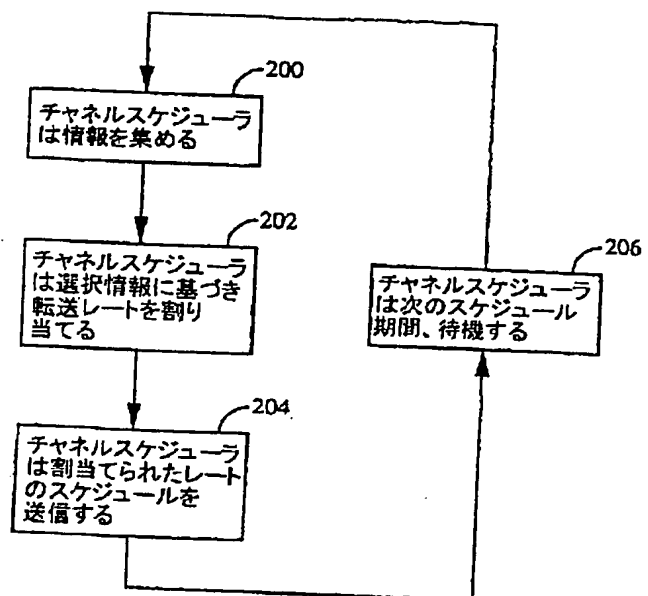 200
チャネルスケジューラ
は情報を集める
202
チャネルスケジューラ
は選択情報に基づき
転送レートを割り
当てる
204
チャネルスケジューラ
は割当てられたレート
のスケジュールを
送信する
206
チャネルスケジューラ
は次のスケジュール
期間、待機する